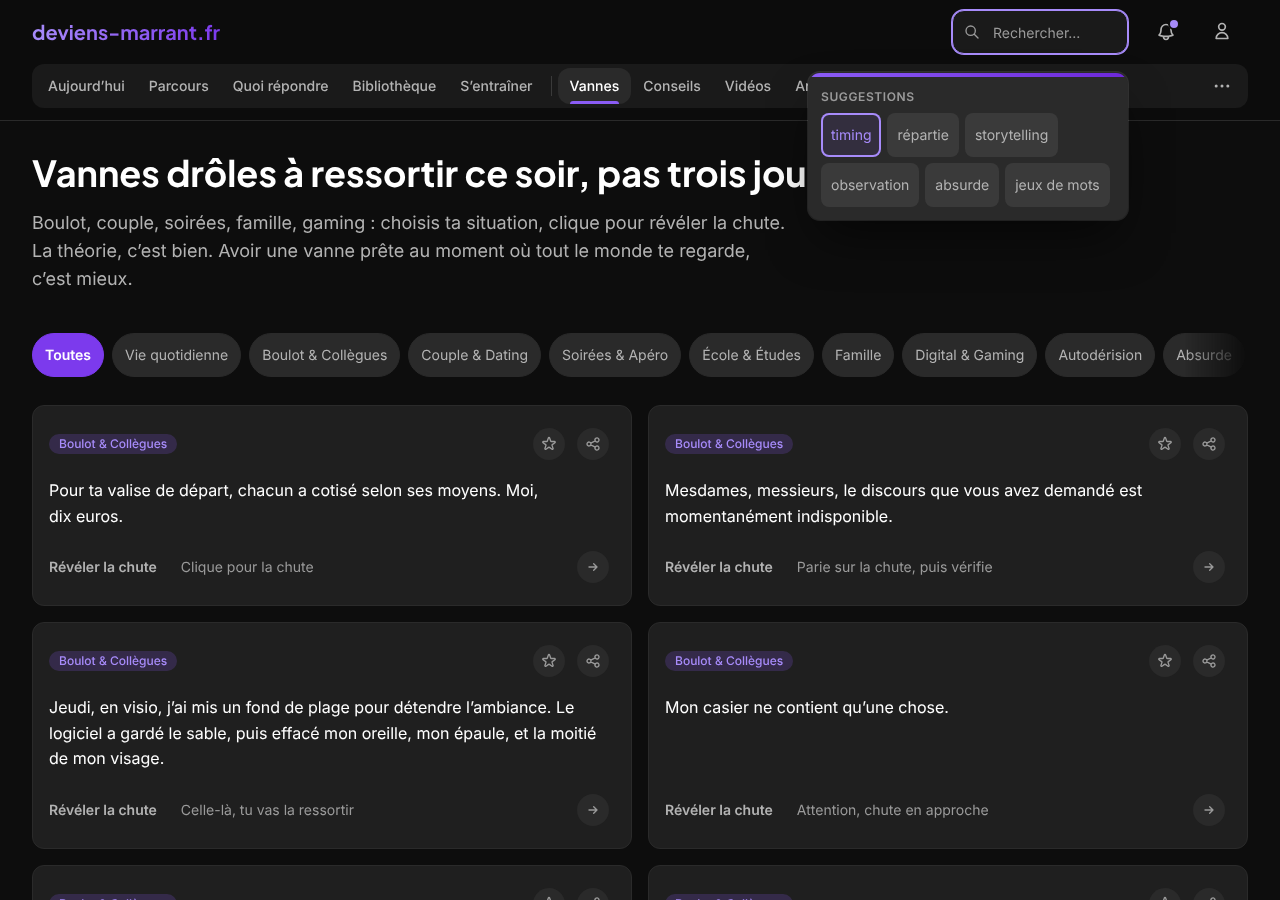 deviens-marrant.fr
Rechercher...
Aujourd’hui
Parcours
Quoi répondre
Bibliothèque
S’entraîner
Vannes
Conseils
Vidéos
SUGGESTIONS
timing
répartie
storytelling
observation
absurde
jeux de mots
Vannes drôles à ressortir ce soir, pas trois
Boulot, couple, soirées, famille, gaming : choisis ta situation, clique pour révéler la chute.
La théorie, c’est bien. Avoir une vanne prête au moment où tout le monde te regarde,
c’est mieux.
Toutes
Vie quotidienne
Boulot & Collègues
Couple & Dating
Soirées & Apéro
École & Études
Famille
Digital & Gaming
Autodérision
Absurde
Boulot & Collègues
Pour ta valise de départ, chacun a cotisé selon ses moyens. Moi,
dix euros.
Révéler la chute
Clique pour la chute
Boulot & Collègues
Mesdames, messieurs, le discours que vous avez demandé est
momentanément indisponible.
Révéler la chute
Parie sur la chute, puis vérifie
Boulot & Collègues
Jeudi, en visio, j’ai mis un fond de plage pour détendre l’ambiance. Le
logiciel a gardé le sable, puis effacé mon oreille, mon épaule, et la moitié
de mon visage.
Révéler la chute
Celle-là, tu vas la ressortir
Boulot & Collègues
Mon casier ne contient qu’une chose.
Révéler la chute
Attention, chute en approche